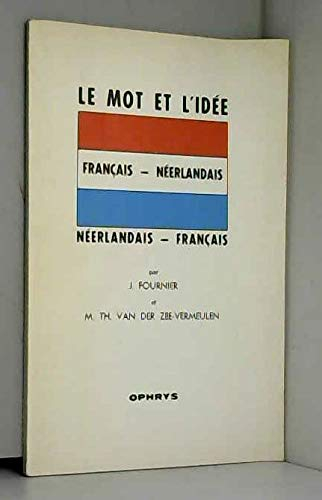 LE MOT ET L'IDÉE
FRANÇAIS – NÉERLANDAIS
NÉERLANDAIS – FRANÇAIS
par
J. FOURNIER
et
M. TH. VAN DER ZEE-VERMEULEN
OPHRYS